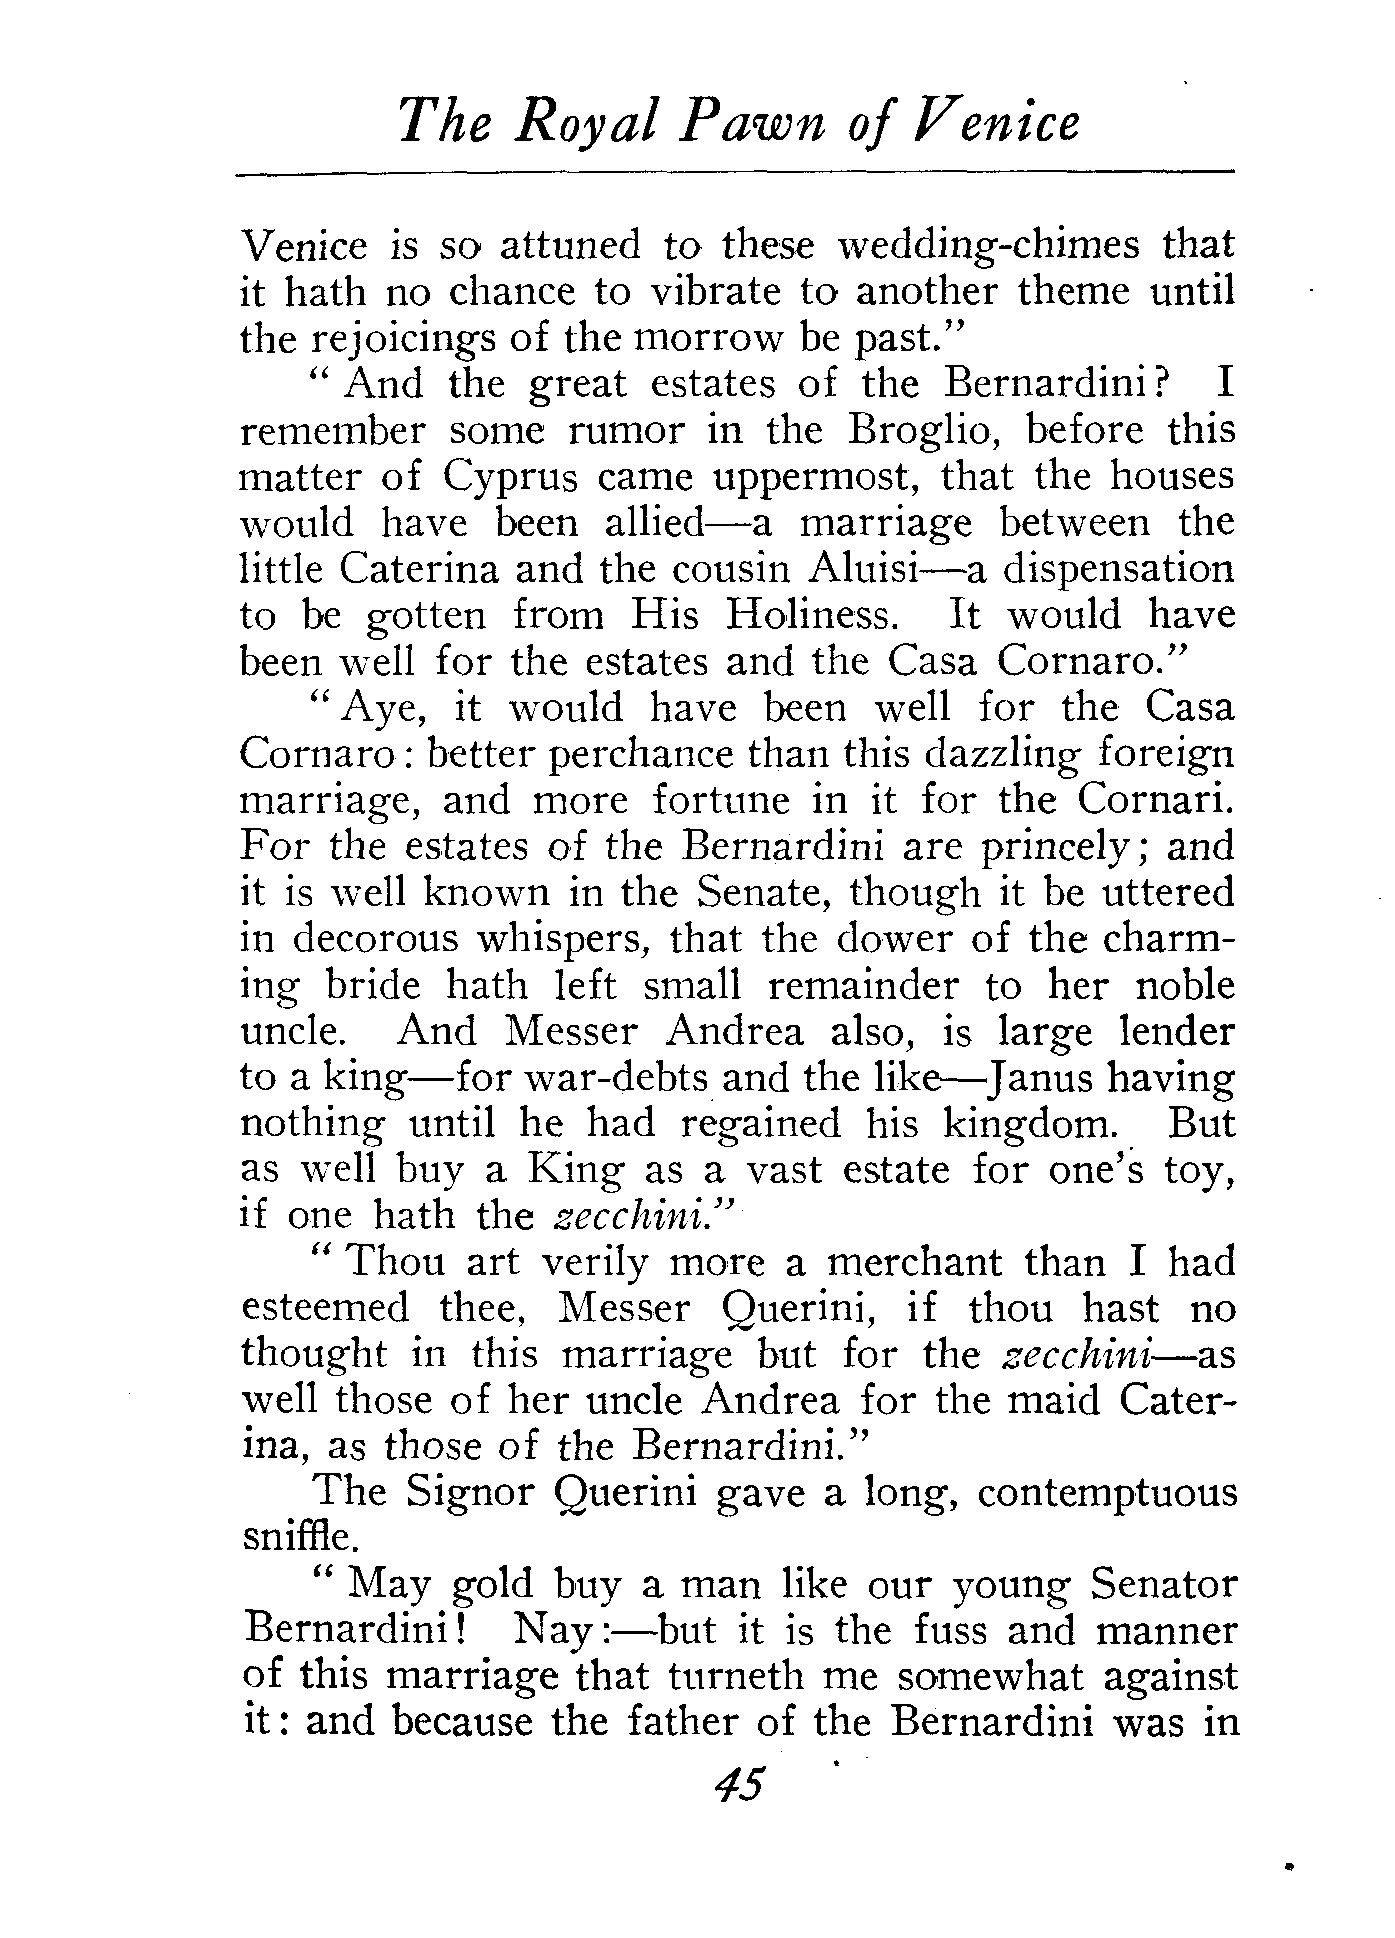 The Royal Pawn of Venice
Venice is so attuned to these wedding-chimes that
it hath no chance to vibrate to another theme until
the rejoicings of the morrow be past."
" And the great estates of the Bernardini? I
remember some rumor in the Broglio, before this
matter of Cyprus came uppermost, that the houses
would have been allied—a marriage between the
little Caterina and the cousin Aluisi—a dispensation
to be gotten from His Holiness. It would have
been well for the estates and the Casa Cornaro."
" Aye, it would have been well for the Casa
Cornaro : better perchance than this dazzling foreign
marriage, and more fortune in it for the Cornari.
For the estates of the Bernardini are princely; and
it is well known in the Senate, though it be uttered
in decorous whispers, that the dower of the charm-
ing bride hath left small remainder to her noble
uncle. And Messer Andrea also, is large lender
to a king—for war-debts and the like—Janus having
nothing until he had regained his kingdom. But
as well buy a King as a vast estate for one's toy,
if one hath the zecchini."
" Thou art verily more a merchant than I had
esteemed thee, Messer Querini, if thou hast no
thought in this marriage but for the zecchini—as
well those of her uncle Andrea for the maid Cater-
ina, as those of the Bernardini."
The Signor Querini gave a long, contemptuous
sniffle.
" May gold buy a man like our young Senator
Bernardini! Nay :—but it is the fuss and manner
of this marriage that turneth me somewhat against
it : and because the father of the Bernardini was in
45